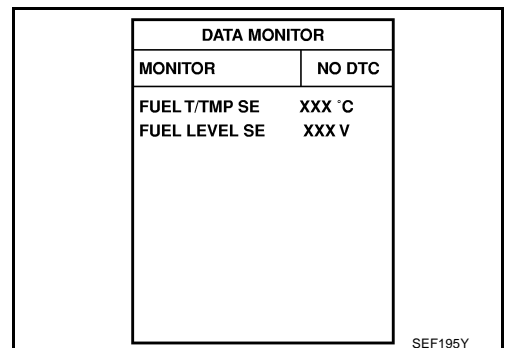 DATA MONITOR
MONITOR NO DTC
FUEL T/TMP SE XXX °C
FUEL LEVEL SE XXX V
SEF195Y